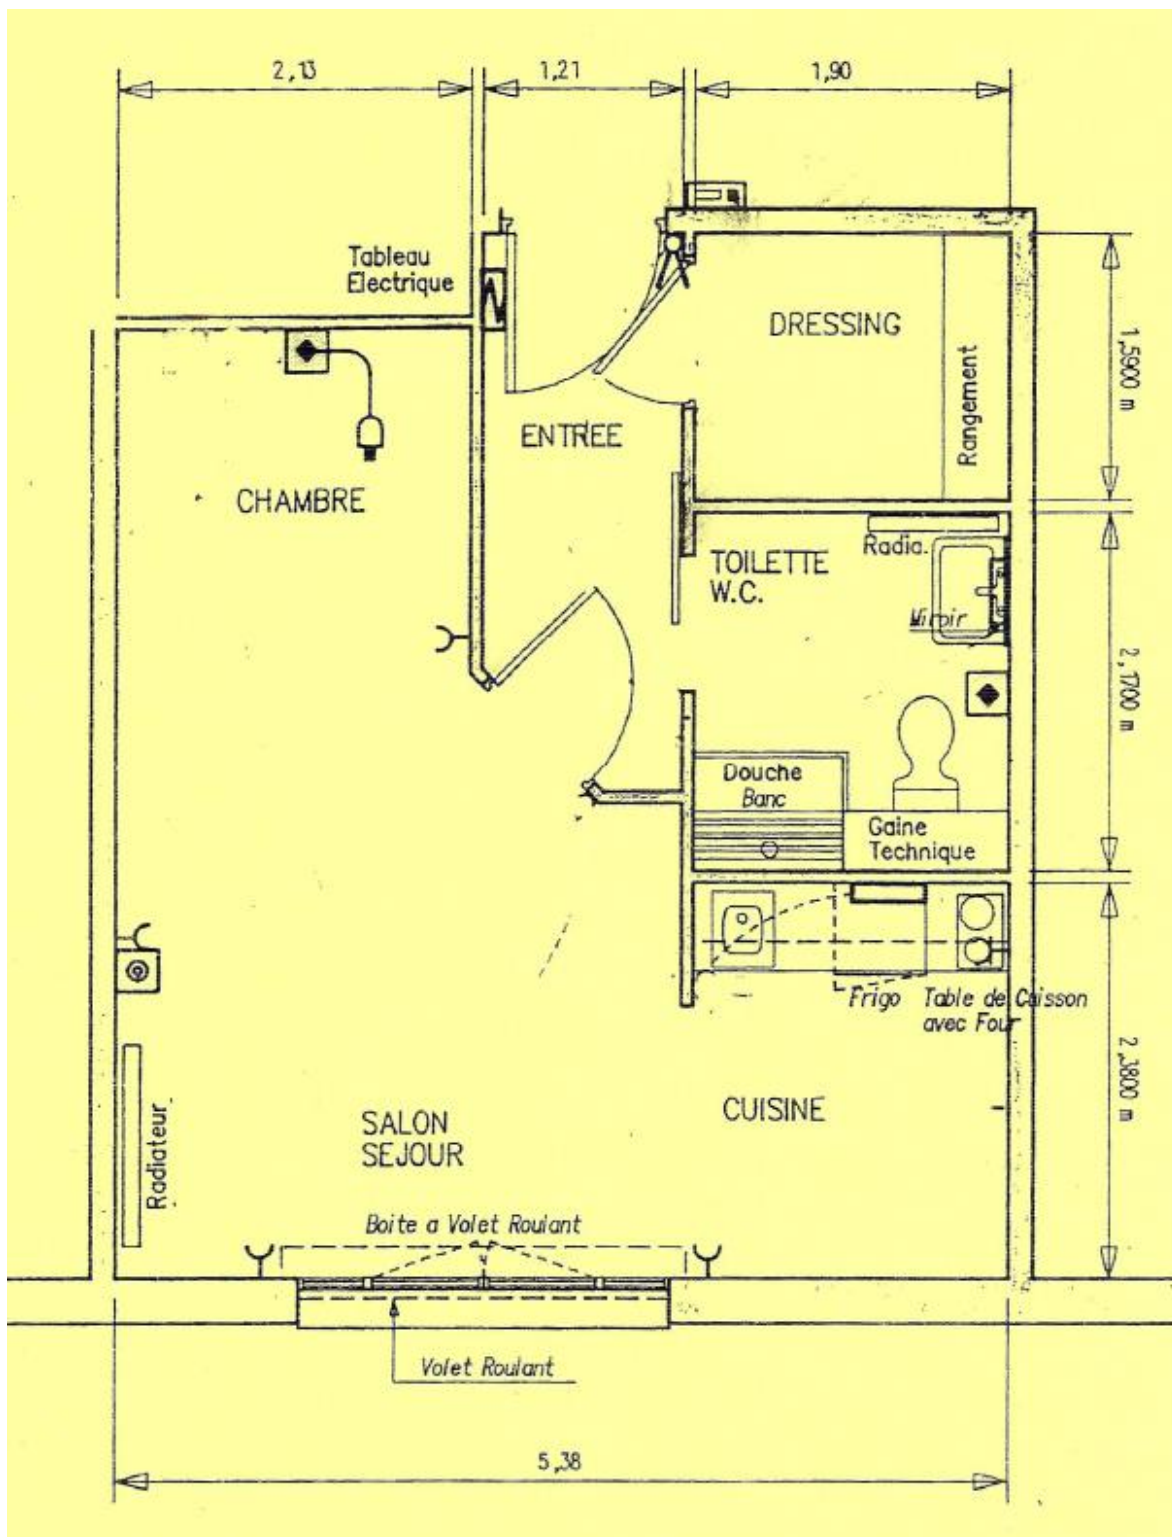 2,13
1,21
1,90
Tableau
Electrique
DRESSING
Rangement
1,5900 m
ENTREE
CHAMBRE
Radia.
TOILETTE
W.C.
Miroir
2,1700 m
Douche
Banc
Gaine
Technique
Frigo
Table de Cuisson
avec Four
2,3800 m
CUISINE
SALON
SEJOUR
Radiateur
Boite a Volet Roulant
Volet Roulant
5,38